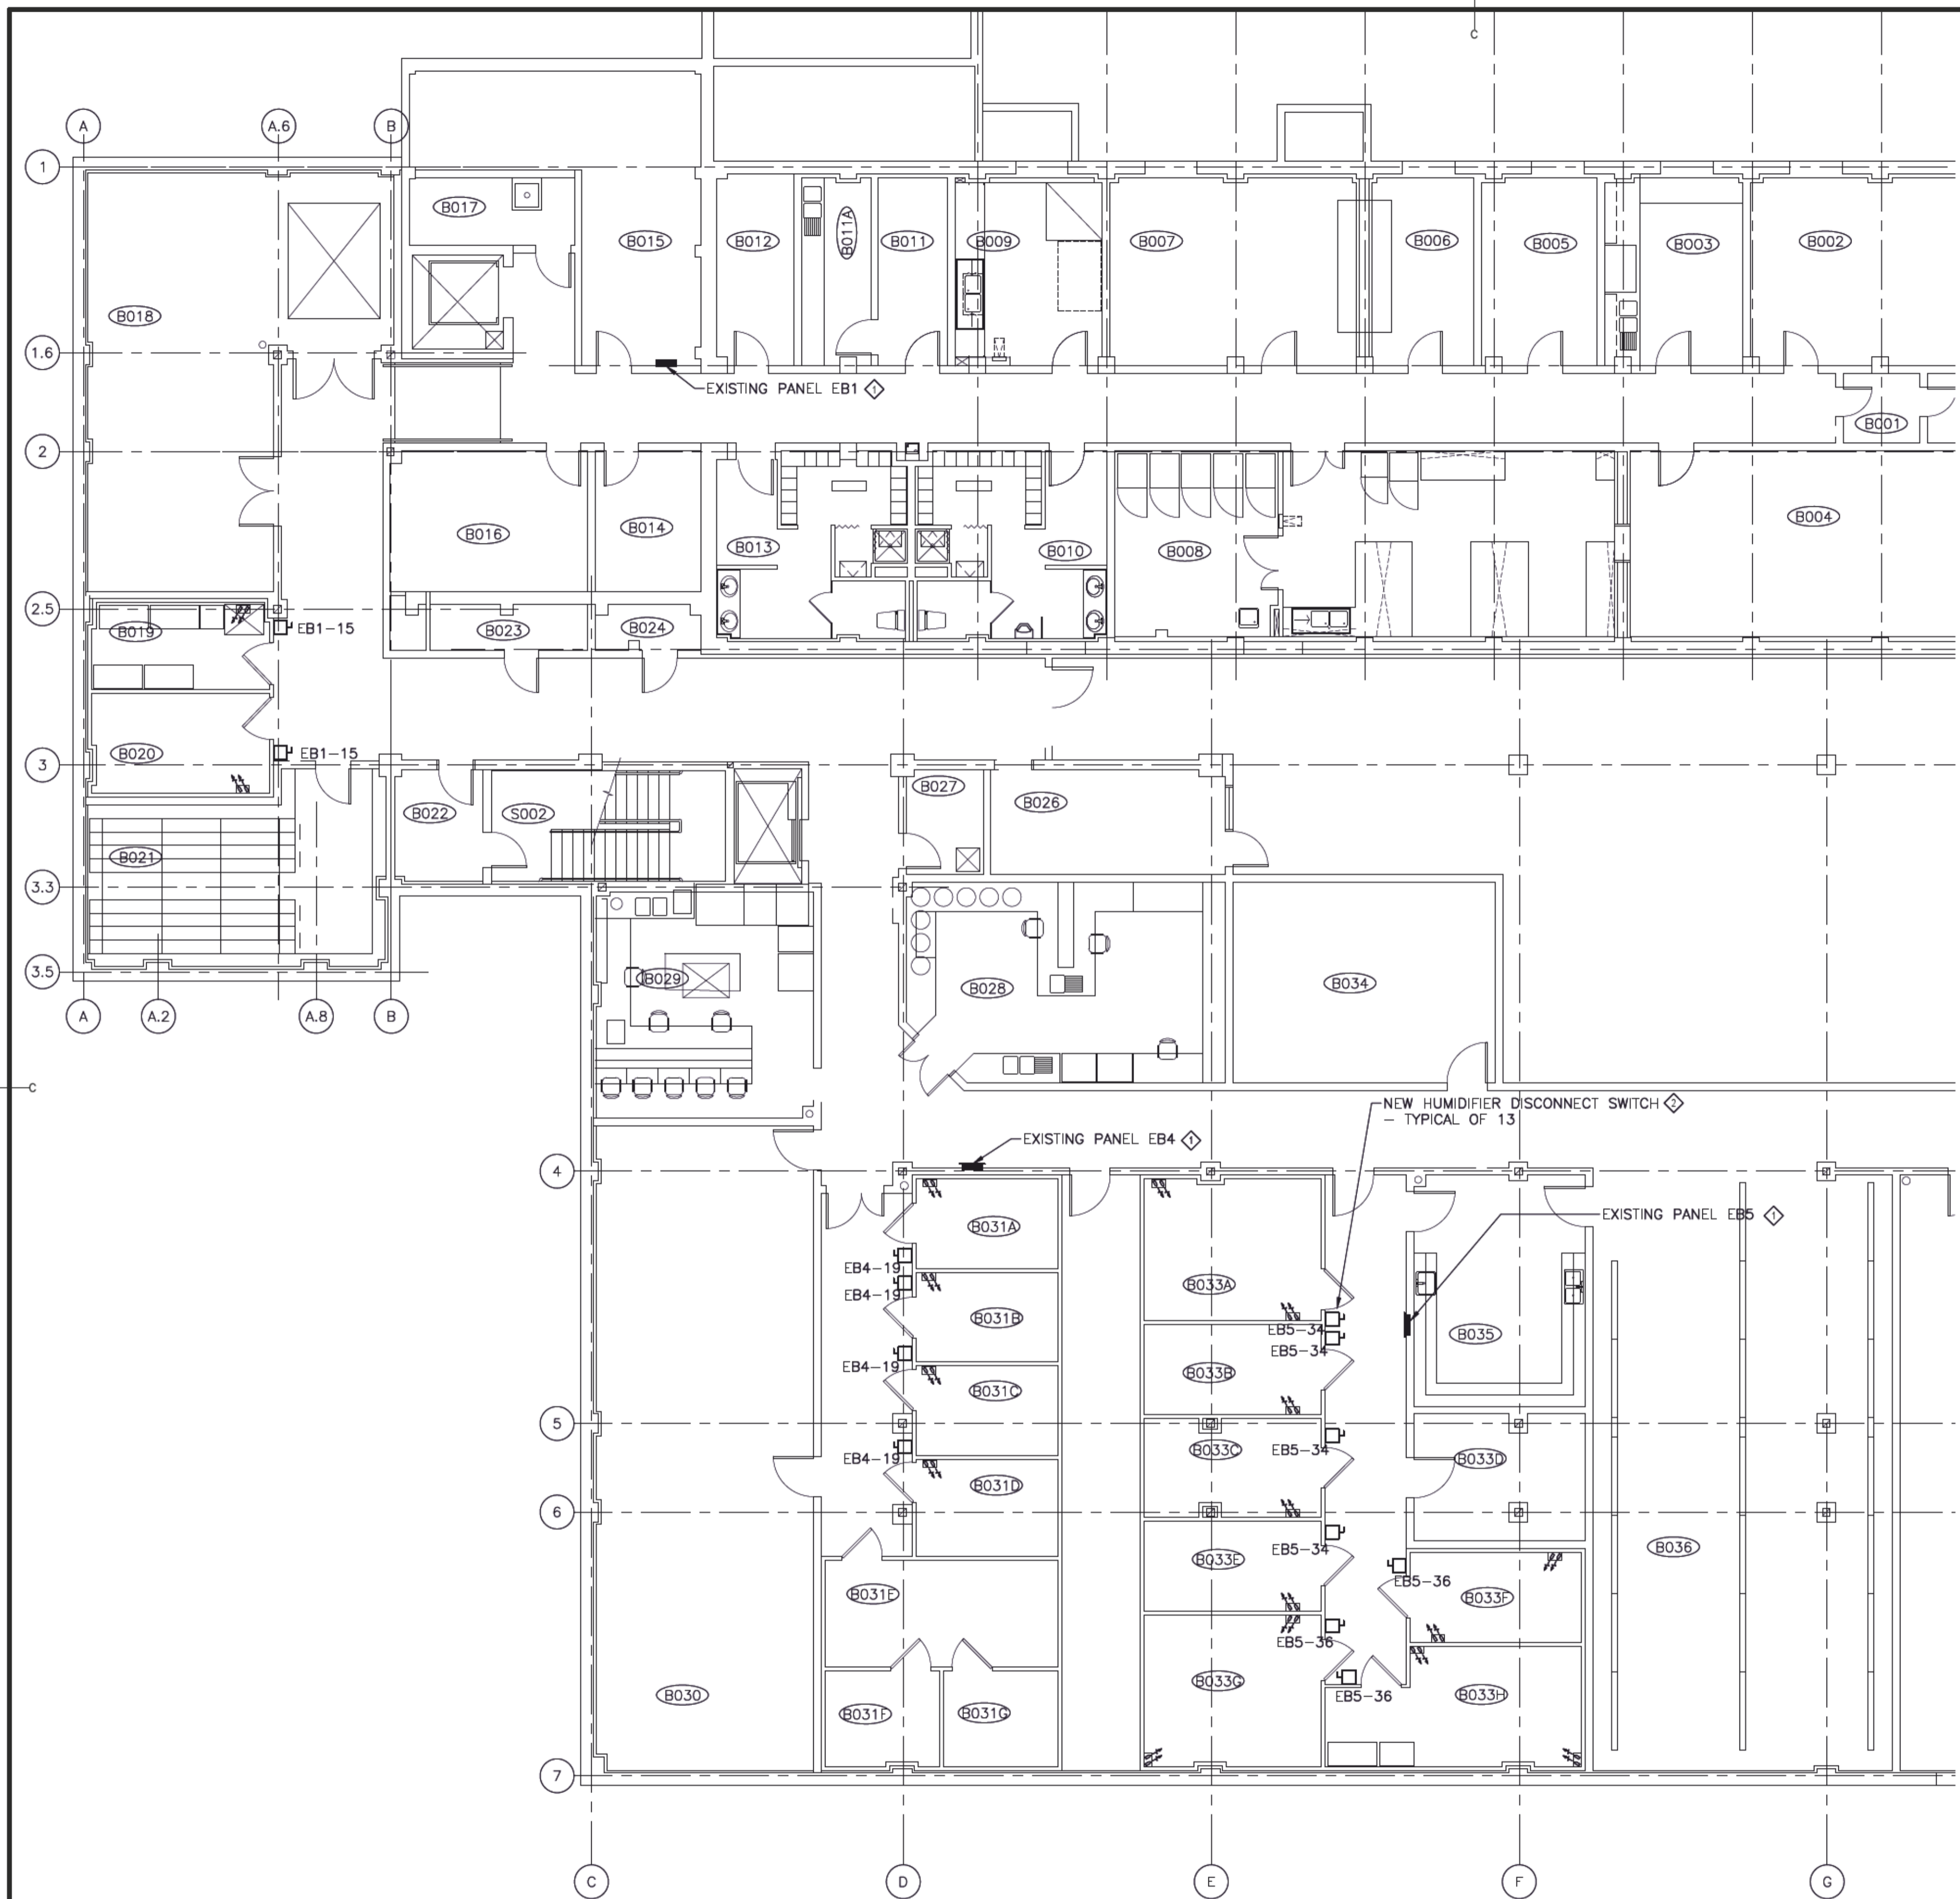 C
A
A.6
B
1
B017
B015
B012
B011A
B011
B009
B007
B006
B005
B003
B002
B018
1.6
EXISTING PANEL EB1 1
B001
2
B016
B014
B013
B010
B008
B004
2.5
B019
EB1-15
B023
B024
B020
EB1-15
3
B022
S002
B027
B026
B021
3.3
3.5
B029
B028
B034
A
A.2
A.8
B
C
NEW HUMIDIFIER DISCONNECT SWITCH 2
- TYPICAL OF 13
EXISTING PANEL EB4 1
4
B031A
EXISTING PANEL EB5 1
EB4-19
B033A
EB4-19
B031B
EB5-34
B035
EB5-34
EB4-19
B031C
B033B
5
EB4-19
B031D
B033C
EB5-34
B033D
6
B033E
EB5-34
B036
B031E
EB5-36
B033F
EB5-36
B030
B031F
B031G
B033G
EB5-36
B033H
7
C
D
E
F
G